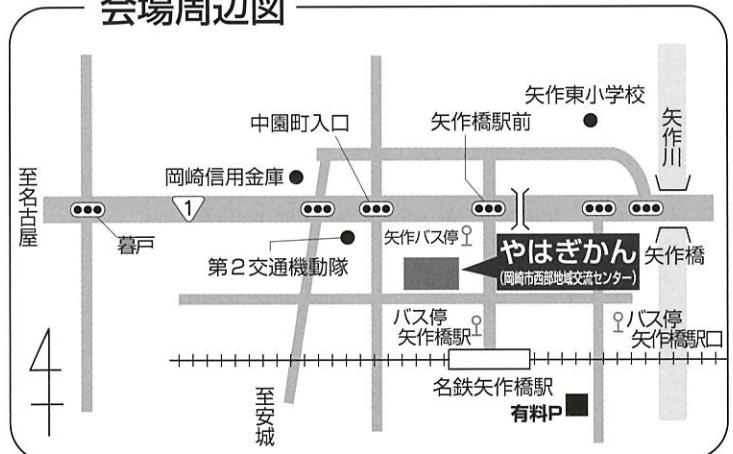 会場周辺図
矢作東小学校
中園町入口
矢作橋駅前
矢作川
岡崎信用金庫
至名古屋
1
暮戸
第2交通機動隊
矢作バス停
やはぎかん
(岡崎市西部地域交流センター)
矢作橋
バス停
矢作橋駅
バス停
矢作橋駅口
名鉄矢作橋駅
至安城
有料P